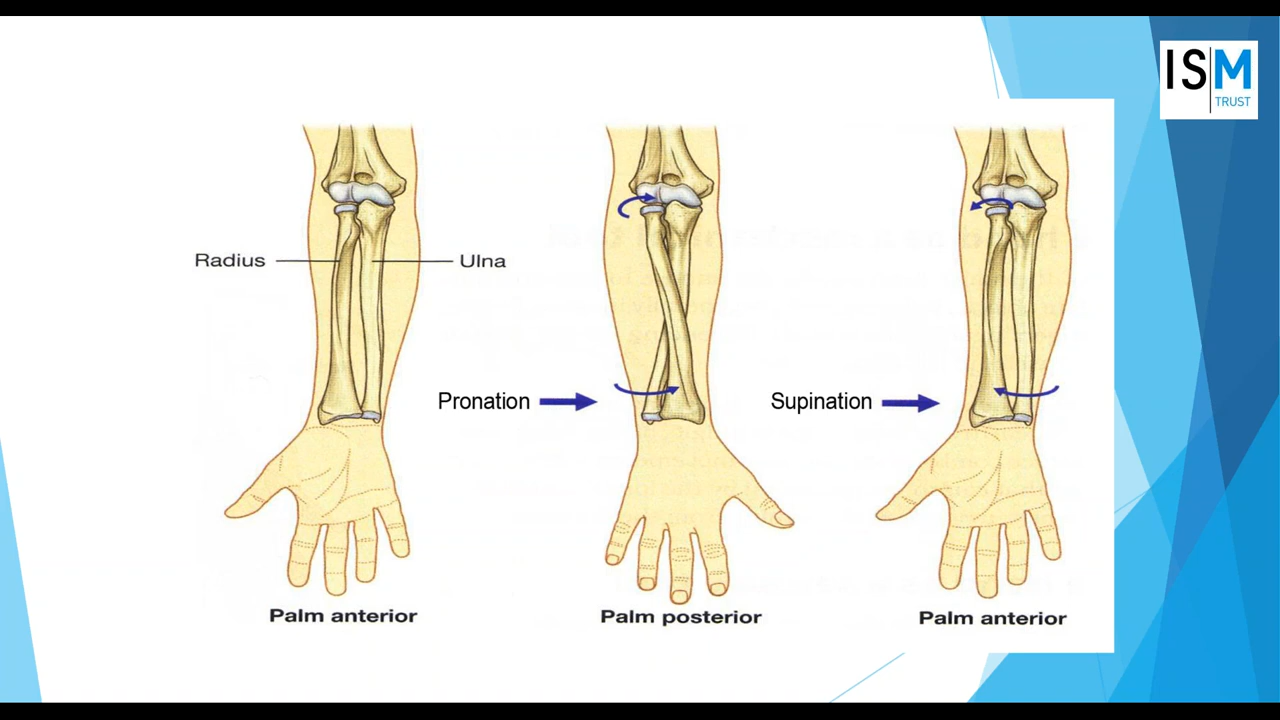 ISM
TRUST
Radius
Ulna
Pronation
Supination
Palm anterior
Palm posterior
Palm anterior